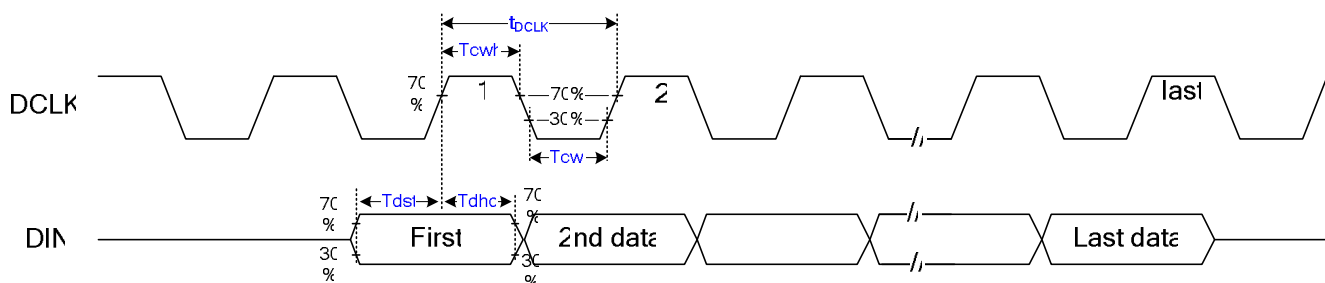 tDCLK
Tcwh
70
%
1
70%
2
last
DCLK
30%
Tcw
Tdst
Tdhd
70
%
70
%
DIN
First
2nd data
Last data
30
%
30
%